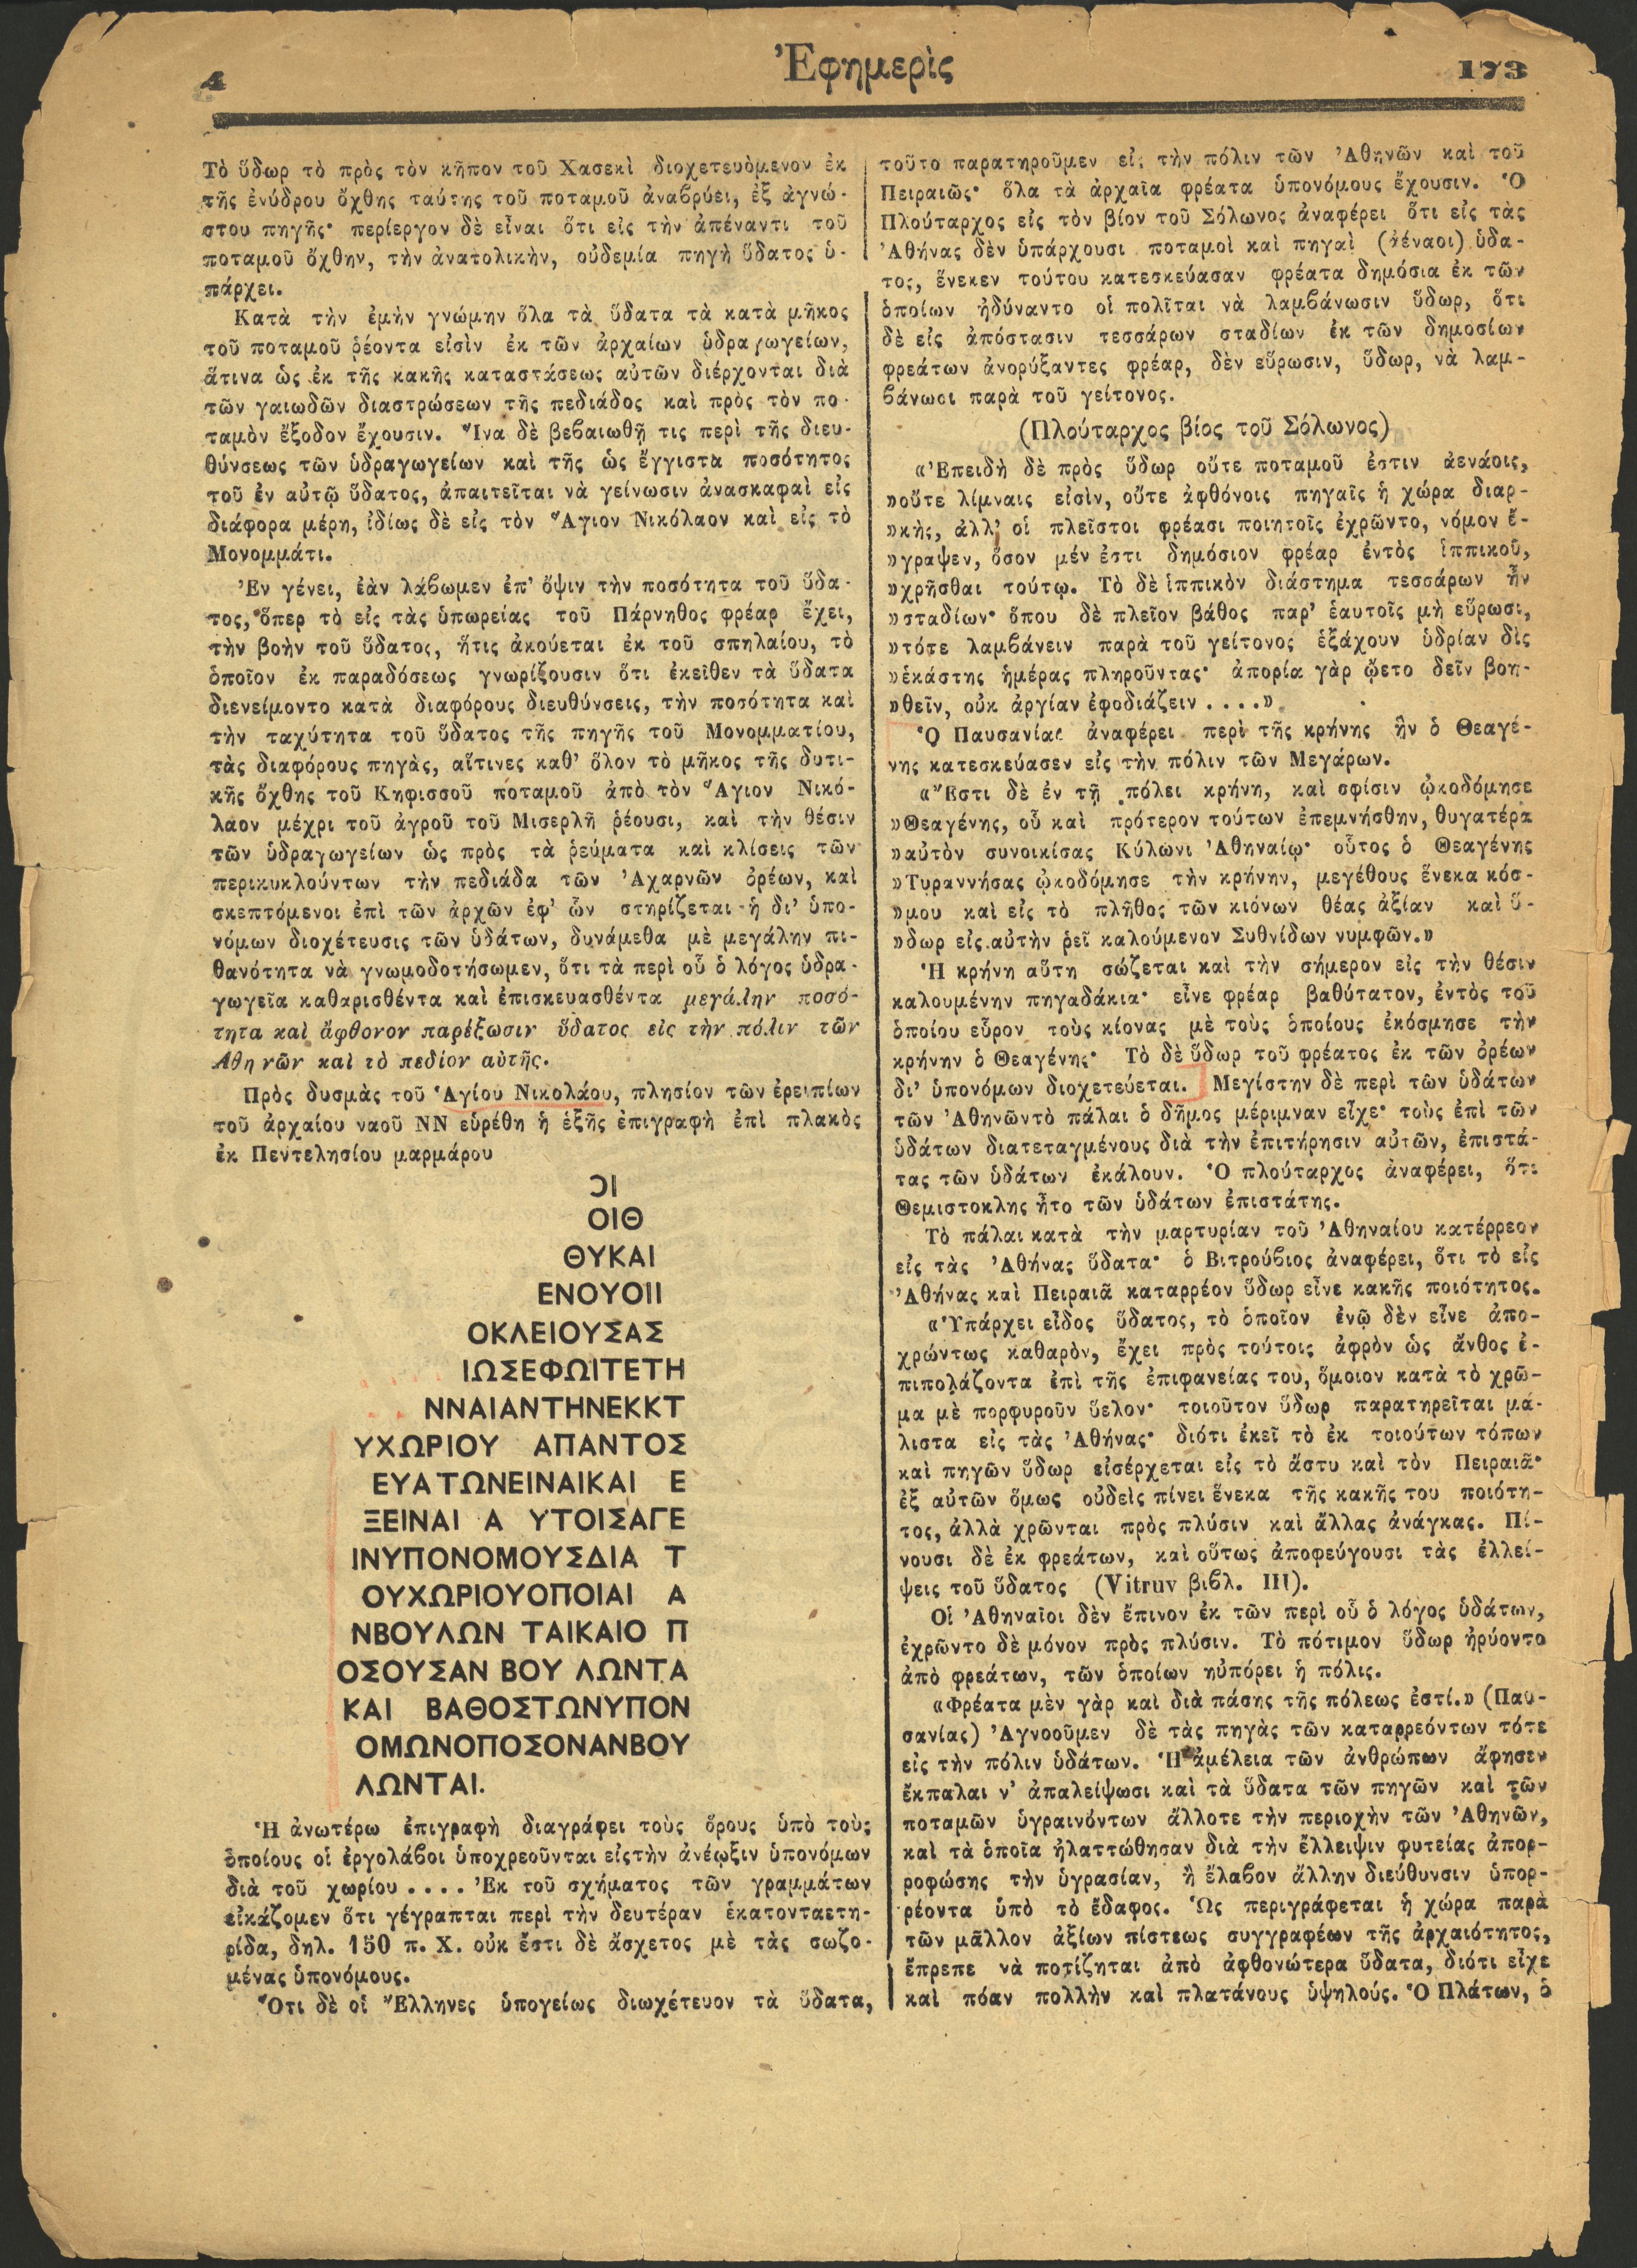 4
Ἐφημερὶς
173
Τὸ ὕδωρ τὸ πρὸς τὸν κῆπον τοῦ Χασεκὶ διοχετευὸμενον ἐκ
τῆς ἐνύδρου ὄχθης ταύτης τοῦ ποταμοῦ ἀναβρύει, ἐξ ἀγνώ-
στου πηγῆς· περίεργον δὲ εἶναι ὅτι εἰς τὴν ἀπέναντι τοῦ
ποταμοῦ ὄχθην, τὴν ἀνατολικὴν, οὐδεμία πηγὴ ὕδατος ὑ-
πάρχει.
Κατὰ τὴν ἐμὴν γνώμην ὅλα τὰ ὕδατα τὰ κατὰ μῆκος
τοῦ ποταμοῦ ῥέοντα εἰσὶν ἐκ τῶν ἀρχαίων ὑδραγωγείων,
ἅτινα ὡς ἐκ τῆς κακῆς καταστάσεως αὐτῶν διέρχονται διὰ
τῶν γαιωδῶν διαστρώσεων τῆς πεδιάδος καὶ πρὸς τὸν πο-
ταμὸν ἔξοδον ἔχουσιν. Ἵνα δὲ βεβαιωθῇ τις περὶ τῆς διευ-
θύνσεως τῶν ὑδραγωγείων καὶ τῆς ὡς ἔγγιστα ποσότητος
τοῦ ἐν αὐτῷ ὕδατος, ἀπαιτεῖται νὰ γείνωσιν ἀνασκαφαὶ εἰς
διάφορα μέρη, ἰδίως δὲ εἰς τὸν Ἅγιον Νικόλαον καὶ εἰς τὸ
Μονομμάτι.
Ἐν γένει, ἐὰν λάβωμεν ἐπ' ὄψιν τὴν ποσότητα τοῦ ὕδα-
τος, ὅπερ τὸ εἰς τὰς ὑπωρείας τοῦ Πάρνηθος φρέαρ ἔχει,
τὴν βοὴν τοῦ ὕδατος, ἥτις ἀκούεται ἐκ τοῦ σπηλαίου, τὸ
ὁποῖον ἐκ παραδόσεως γνωρίζουσιν ὅτι ἐκεῖθεν τὰ ὕδατα
διενείμοντο κατὰ διαφόρους διευθύνσεις, τὴν ποσότητα καὶ
τὴν ταχύτητα τοῦ ὕδατος τῆς πηγῆς τοῦ Μονομματίου,
τὰς διαφόρους πηγὰς, αἵτινες καθ' ὅλον τὸ μῆκος τῆς δυτι-
κῆς ὄχθης τοῦ Κηφισσοῦ ποταμοῦ ἀπὸ τὸν Ἅγιον Νικό-
λαον μέχρι τοῦ ἀγροῦ τοῦ Μισερλῆ ῥέουσι, καὶ τὴν θέσιν
τῶν ὑδραγωγείων ὡς πρὸς τὰ ῥεύματα καὶ κλίσεις τῶν
περικυκλούντων τὴν πεδιάδα τῶν Ἀχαρνῶν ὀρέων, καὶ
σκεπτόμενοι ἐπὶ τῶν ἀρχῶν ἐφ' ὧν στηρίζεται ἡ δι' ὑπο-
νόμων διοχέτευσις τῶν ὑδάτων, δυνάμεθα μὲ μεγάλην πι-
θανότητα νὰ γνωμοδοτήσωμεν, ὅτι τὰ περὶ οὗ ὁ λόγος ὑδρα-
γωγεῖα καθαρισθέντα καὶ ἐπισκευασθέντα μεγάλην ποσό-
τητα καὶ ἄφθονον παρέξωσιν ὕδατος εἰς τὴν πόλιν τῶν
Αθηνῶν καὶ τὸ πεδίον αὐτῆς.
Πρὸς δυσμὰς τοῦ Ἁγίου Νικολάου, πλησίον τῶν ἐρειπίων
τοῦ ἀρχαίου ναοῦ ΝΝ εὑρέθη ἡ ἑξῆς ἐπιγραφὴ ἐπὶ πλακὸς
ἐκ Πεντελησίου μαρμάρου
ϽΙ
ΟΙΘ
ΘΥΚΑΙ
ΕΝΟΥΟΙΙ
ΟΚΛΕΙΟΥΣΑΣ
ΙΩΣΕΦΩΙΤΕΤΗ
ΝΝΑΙΑΝΤΗΝΕΚΚΤ
ΥΧΩΡΙΟΥ ΑΠΑΝΤΟΣ
ΕΥΑΤΩΝΕΙΝΑΙΚΑΙ Ε
ΞΕΙΝΑΙ Α ΥΤΟΙΣΑΓΕ
ΙΝΥΠΟΝΟΜΟΥΣΔΙΑ Τ
ΟΥΧΩΡΙΟΥΟΠΟΙΑΙ Α
ΝΒΟΥΛΩΝ ΤΑΙΚΑΙΟ Π
ΟΣΟΥΣΑΝ ΒΟΥ ΛΩΝΤΑ
ΚΑΙ ΒΑΘΟΣΤΩΝΥΠΟΝ
ΟΜΩΝΟΠΟΣΟΝΑΝΒΟΥ
ΛΩΝΤΑΙ.
Ἡ ἀνωτέρω ἐπιγραφὴ διαγράφει τοὺς ὅρους ὑπὸ τοὺς
ὁποίους οἱ ἐργολάβοι ὑποχρεοῦνται εἰςτὴν ἀνέῳξιν ὑπονόμων
διὰ τοῦ χωρίου . . . . Ἐκ τοῦ σχήματος τῶν γραμμάτων
εἰκάζομεν ὅτι γέγραπται περὶ τὴν δευτέραν ἑκατονταετη-
ρίδα, δηλ. 150 π. Χ. οὐκ ἔστι δὲ ἄσχετος μὲ τὰς σωζο-
μένας ὑπονόμους.
Ὅτι δὲ οἱ Ἕλληνες ὑπογείως διωχέτευον τὰ ὕδατα,
τοῦτο παρατηροῦμεν εἰς τὴν πόλιν τῶν Ἀθηνῶν καὶ τοῦ
Πειραιῶς· ὅλα τὰ ἀρχαῖα φρέατα ὑπονόμους ἔχουσιν. Ὁ
Πλούταρχος εἰς τὸν βίον τοῦ Σόλωνος ἀναφέρει ὅτι εἰς τὰς
Ἀθήνας δὲν ὑπάρχουσι ποταμοὶ καὶ πηγαὶ (ἀέναοι) ὑδα-
τος, ἕνεκεν τούτου κατεσκεύασαν φρέατα δημόσια ἐκ τῶν
ὁποίων ἠδύναντο οἱ πολῖται νὰ λαμβάνωσιν ὕδωρ, ὅτι
δὲ εἰς ἀπόστασιν τεσσάρων σταδίων ἐκ τῶν δημοσίων
φρεάτων ἀνορύξαντες φρέαρ, δὲν εὕρωσιν, ὕδωρ, νὰ λαμ-
βάνωσι παρὰ τοῦ γείτονος.
(Πλούταρχος βίος τοῦ Σόλωνος)
«Ἐπειδὴ δὲ πρὸς ὕδωρ οὔτε ποταμοῦ ἐστιν ἀενάοις,
»οὔτε λίμναις εἰσὶν, οὔτε ἀφθόνοις πηγαῖς ἡ χώρα διαρ-
»κὴς, ἀλλ' οἱ πλεῖστοι φρέασι ποιητοῖς ἐχρῶντο, νόμον ἔ-
»γραψεν, ὅσον μέν ἐστι δημόσιον φρέαρ ἐντὸς ἱππικοῦ,
»χρῆσθαι τούτῳ. Τὸ δὲ ἱππικὸν διάστημα τεσσάρων ἦν
»σταδίων· ὅπου δὲ πλεῖον βάθος παρ' ἑαυτοῖς μὴ εὕρωσι,
»τότε λαμβάνειν παρὰ τοῦ γείτονος ἑξάχουν ὑδρίαν δὶς
»ἑκάστης ἡμέρας πληροῦντας· ἀπορία γὰρ ᾤετο δεῖν βοη-
»θεῖν, οὐκ ἀργίαν ἐφοδιάζειν . . . .»
Ὁ Παυσανίας ἀναφέρει περὶ τῆς κρήνης ἣν ὁ Θεαγέ-
νης κατεσκεύασεν εἰς τὴν πόλιν τῶν Μεγάρων.
«Ἔστι δὲ ἐν τῇ πόλει κρήνη, καὶ σφίσιν ᾠκοδόμησε
»Θεαγένης, οὗ καὶ πρότερον τούτων ἐπεμνήσθην, θυγατέρα
»αὐτὸν συνοικίσας Κύλωνι Ἀθηναίῳ· οὗτος ὁ Θεαγένης
»Τυραννήσας ᾠκοδόμησε τὴν κρήνην, μεγέθους ἕνεκα κόσ-
»μου καὶ εἰς τὸ πλῆθος τῶν κιόνων θέας ἀξίαν καὶ ὕ-
»δωρ εἰς αὐτὴν ῥεῖ καλούμενον Συθνίδων νυμφῶν.»
Ἡ κρήνη αὕτη σώζεται καὶ τὴν σήμερον εἰς τὴν θέσιν
καλουμένην πηγαδάκια· εἶνε φρέαρ βαθύτατον, ἐντὸς τοῦ
ὁποίου εὗρον τοὺς κίονας μὲ τοὺς ὁποίους ἐκόσμησε τὴν
κρήνην ὁ Θεαγένης· Τὸ δὲ ὕδωρ τοῦ φρέατος ἐκ τῶν ὀρέων
δι' ὑπονόμων διοχετεύεται. Μεγίστην δὲ περὶ τῶν ὑδάτων
τῶν Ἀθηνῶντὸ πάλαι ὁ δῆμος μέριμναν εἶχε· τοὺς ἐπὶ τῶν
ὑδάτων διατεταγμένους διὰ τὴν ἐπιτήρησιν αὐτῶν, ἐπιστά-
τας τῶν ὑδάτων ἐκάλουν. Ὁ πλούταρχος ἀναφέρει, ὅτι
Θεμιστοκλης ἦτο τῶν ὑδάτων ἐπιστάτης.
Τὸ πάλαι κατὰ τὴν μαρτυρίαν τοῦ Ἀθηναίου κατέρρεον
εἰς τὰς Ἀθήνας ὕδατα· ὁ Βιτρούβιος ἀναφέρει, ὅτι τὸ εἰς
Ἀθήνας καὶ Πειραιᾶ καταρρέον ὕδωρ εἶνε κακῆς ποιότητος.
«Ὑπάρχει εἶδος ὕδατος, τὸ ὁποῖον ἐνῷ δὲν εἶνε ἀπο-
χρώντως καθαρὸν, ἔχει πρὸς τούτοις ἀφρὸν ὡς ἄνθος ἐ-
πιπολάζοντα ἐπὶ τῆς ἐπιφανείας του, ὅμοιον κατὰ τὸ χρῶ-
μα μὲ πορφυροῦν ὕελον· τοιοῦτον ὕδωρ παρατηρεῖται μά-
λιστα εἰς τὰς Ἀθήνας· διότι ἐκεῖ τὸ ἐκ τοιούτων τόπων
καὶ πηγῶν ὕδωρ εἰσέρχεται εἰς τὸ ἄστυ καὶ τὸν Πειραιᾶ·
ἐξ αὐτῶν ὅμως οὐδεὶς πίνει ἕνεκα τῆς κακῆς του ποιότη-
τος, ἀλλὰ χρῶνται πρὸς πλύσιν καὶ ἄλλας ἀνάγκας. Πί-
νουσι δὲ ἐκ φρεάτων, καὶ οὕτως ἀποφεύγουσι τὰς ἐλλεί-
ψεις τοῦ ὕδατος (Vitruv βιβλ. III).
Οἱ Ἀθηναῖοι δὲν ἔπινον ἐκ τῶν περὶ οὗ ὁ λόγος ὑδάτων,
ἐχρῶντο δὲ μόνον πρὸς πλύσιν. Τὸ πότιμον ὕδωρ ἠρύοντο
ἀπὸ φρεάτων, τῶν ὁποίων ηὐπόρει ἡ πόλις.
«Φρέατα μὲν γὰρ καὶ διὰ πάσης τῆς πόλεως ἐστί.» (Παυ-
σανίας) Ἀγνοοῦμεν δὲ τὰς πηγὰς τῶν καταρρεόντων τότε
εἰς τὴν πόλιν ὑδάτων. Ἡ ἀμέλεια τῶν ἀνθρώπων ἄφησεν
ἔκπαλαι ν' ἀπαλείψωσι καὶ τὰ ὕδατα τῶν πηγῶν καὶ τῶν
ποταμῶν ὑγραινόντων ἄλλοτε τὴν περιοχὴν τῶν Ἀθηνῶν,
καὶ τὰ ὁποῖα ἠλαττώθησαν διὰ τὴν ἔλλειψιν φυτείας ἀπορ-
ροφώσης τὴν ὑγρασίαν, ἢ ἔλαβον ἄλλην διεύθυνσιν ὑπορ-
ρέοντα ὑπὸ τὸ ἔδαφος. Ὡς περιγράφεται ἡ χώρα παρὰ
τῶν μᾶλλον ἀξίων πίστεως συγγραφέων τῆς ἀρχαιότητος,
ἔπρεπε νὰ ποτίζηται ἀπὸ ἀφθονώτερα ὕδατα, διότι εἶχε
καὶ πόαν πολλὴν καὶ πλατάνους ὑψηλούς. Ὁ Πλάτων, ὁ